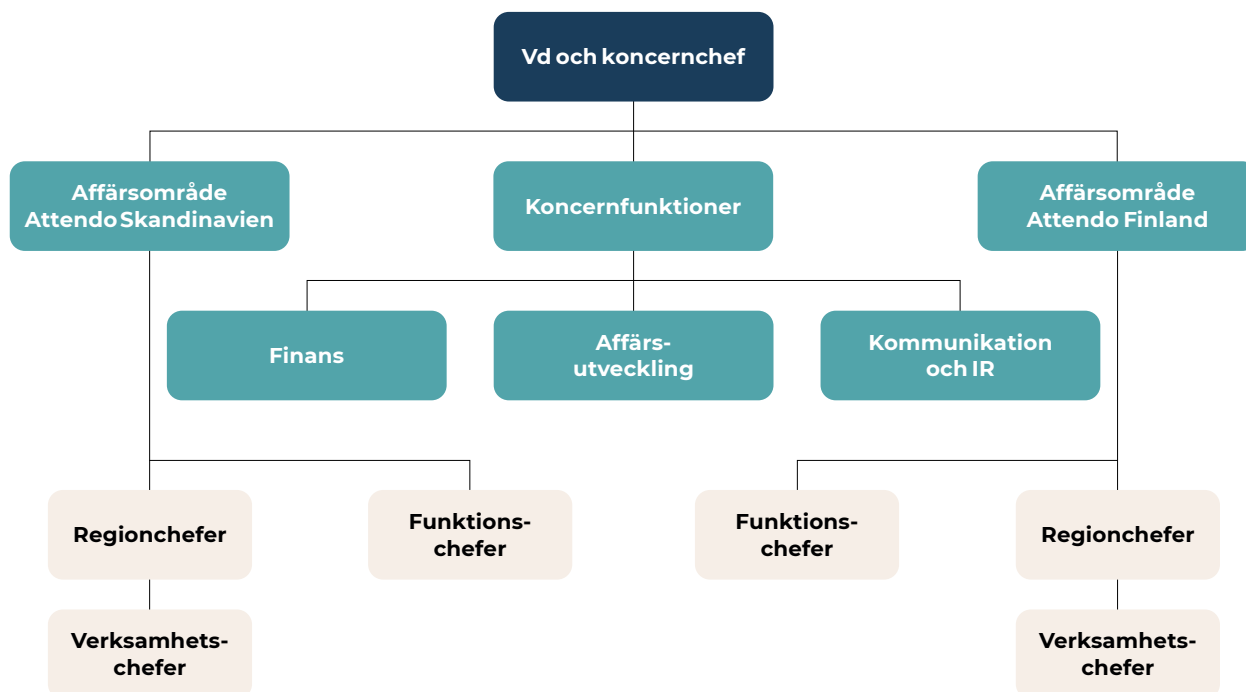 Vd och koncernchef
Affärsområde
Attendo Skandinavien
Koncernfunktioner
Affärsområde
Attendo Finland
Finans
Affärs-
utveckling
Kommunikation
och IR
Regionchefer
Funktions-
chefer
Funktions-
chefer
Regionchefer
Verksamhets-
chefer
Verksamhets-
chefer